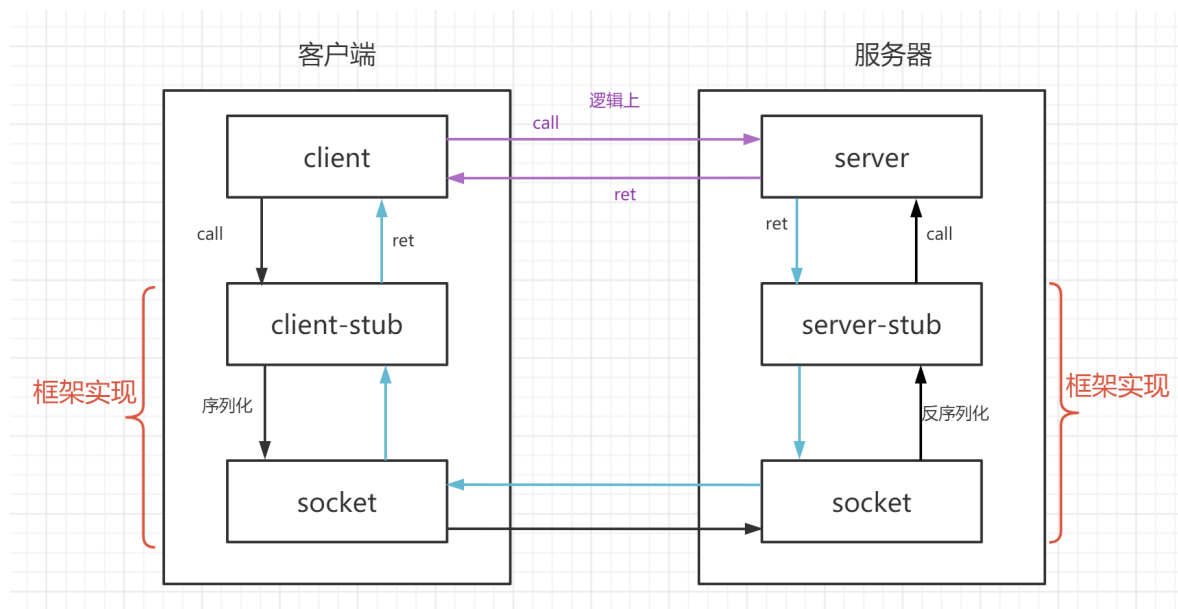 客户端
服务器
逻辑上
call
client
server
ret
call
ret
ret
call
client-stub
server-stub
框架实现
框架实现
序列化
反序列化
socket
socket